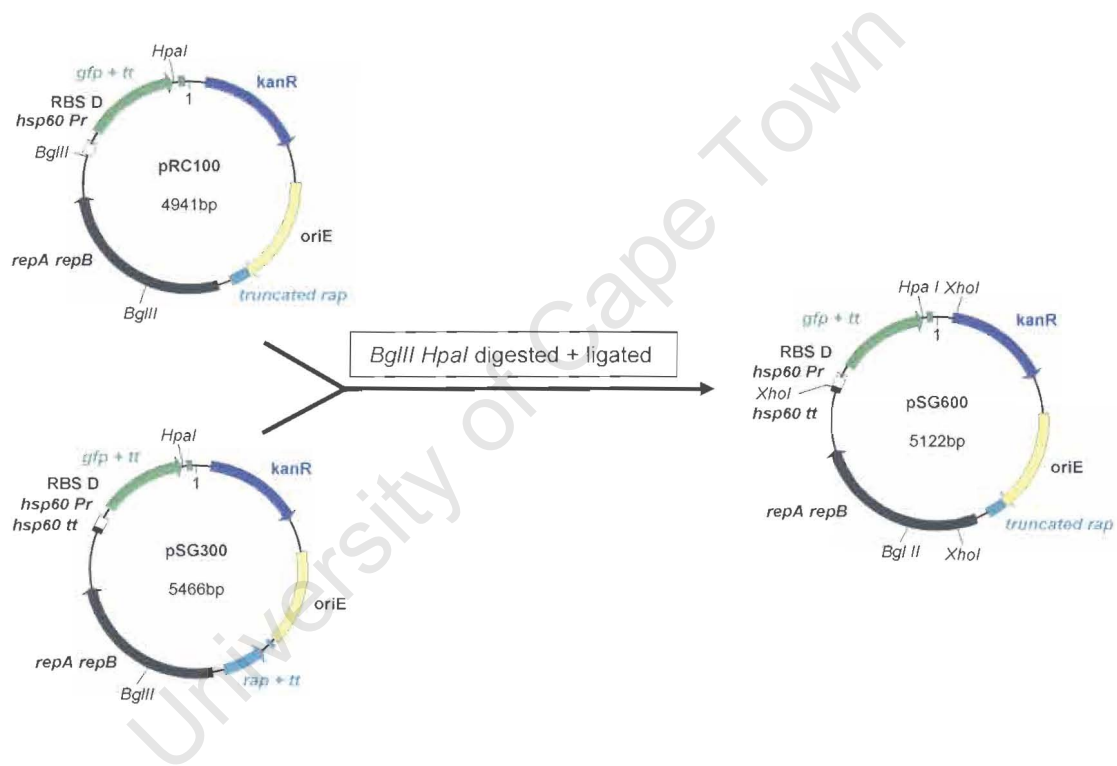 HpaI
gfp + tt
kanR
RBS D
1
hsp60 Pr
BglII
pRC100
4941bp
oriE
repA repB
truncated rap
BglII
BglII HpaI digested + ligated
HpaI
gfp + tt
kanR
1
RBS D
hsp60 Pr
hsp60 tt
pSG300
5466bp
oriE
repA repB
rap + tt
BglII
Hpa I XhoI
gfp + tt
kanR
1
RBS D
hsp60 Pr
XhoI
hsp60 tt
pSG600
5122bp
oriE
repA repB
truncated rap
Bgl II
XhoI
University of Cape Town